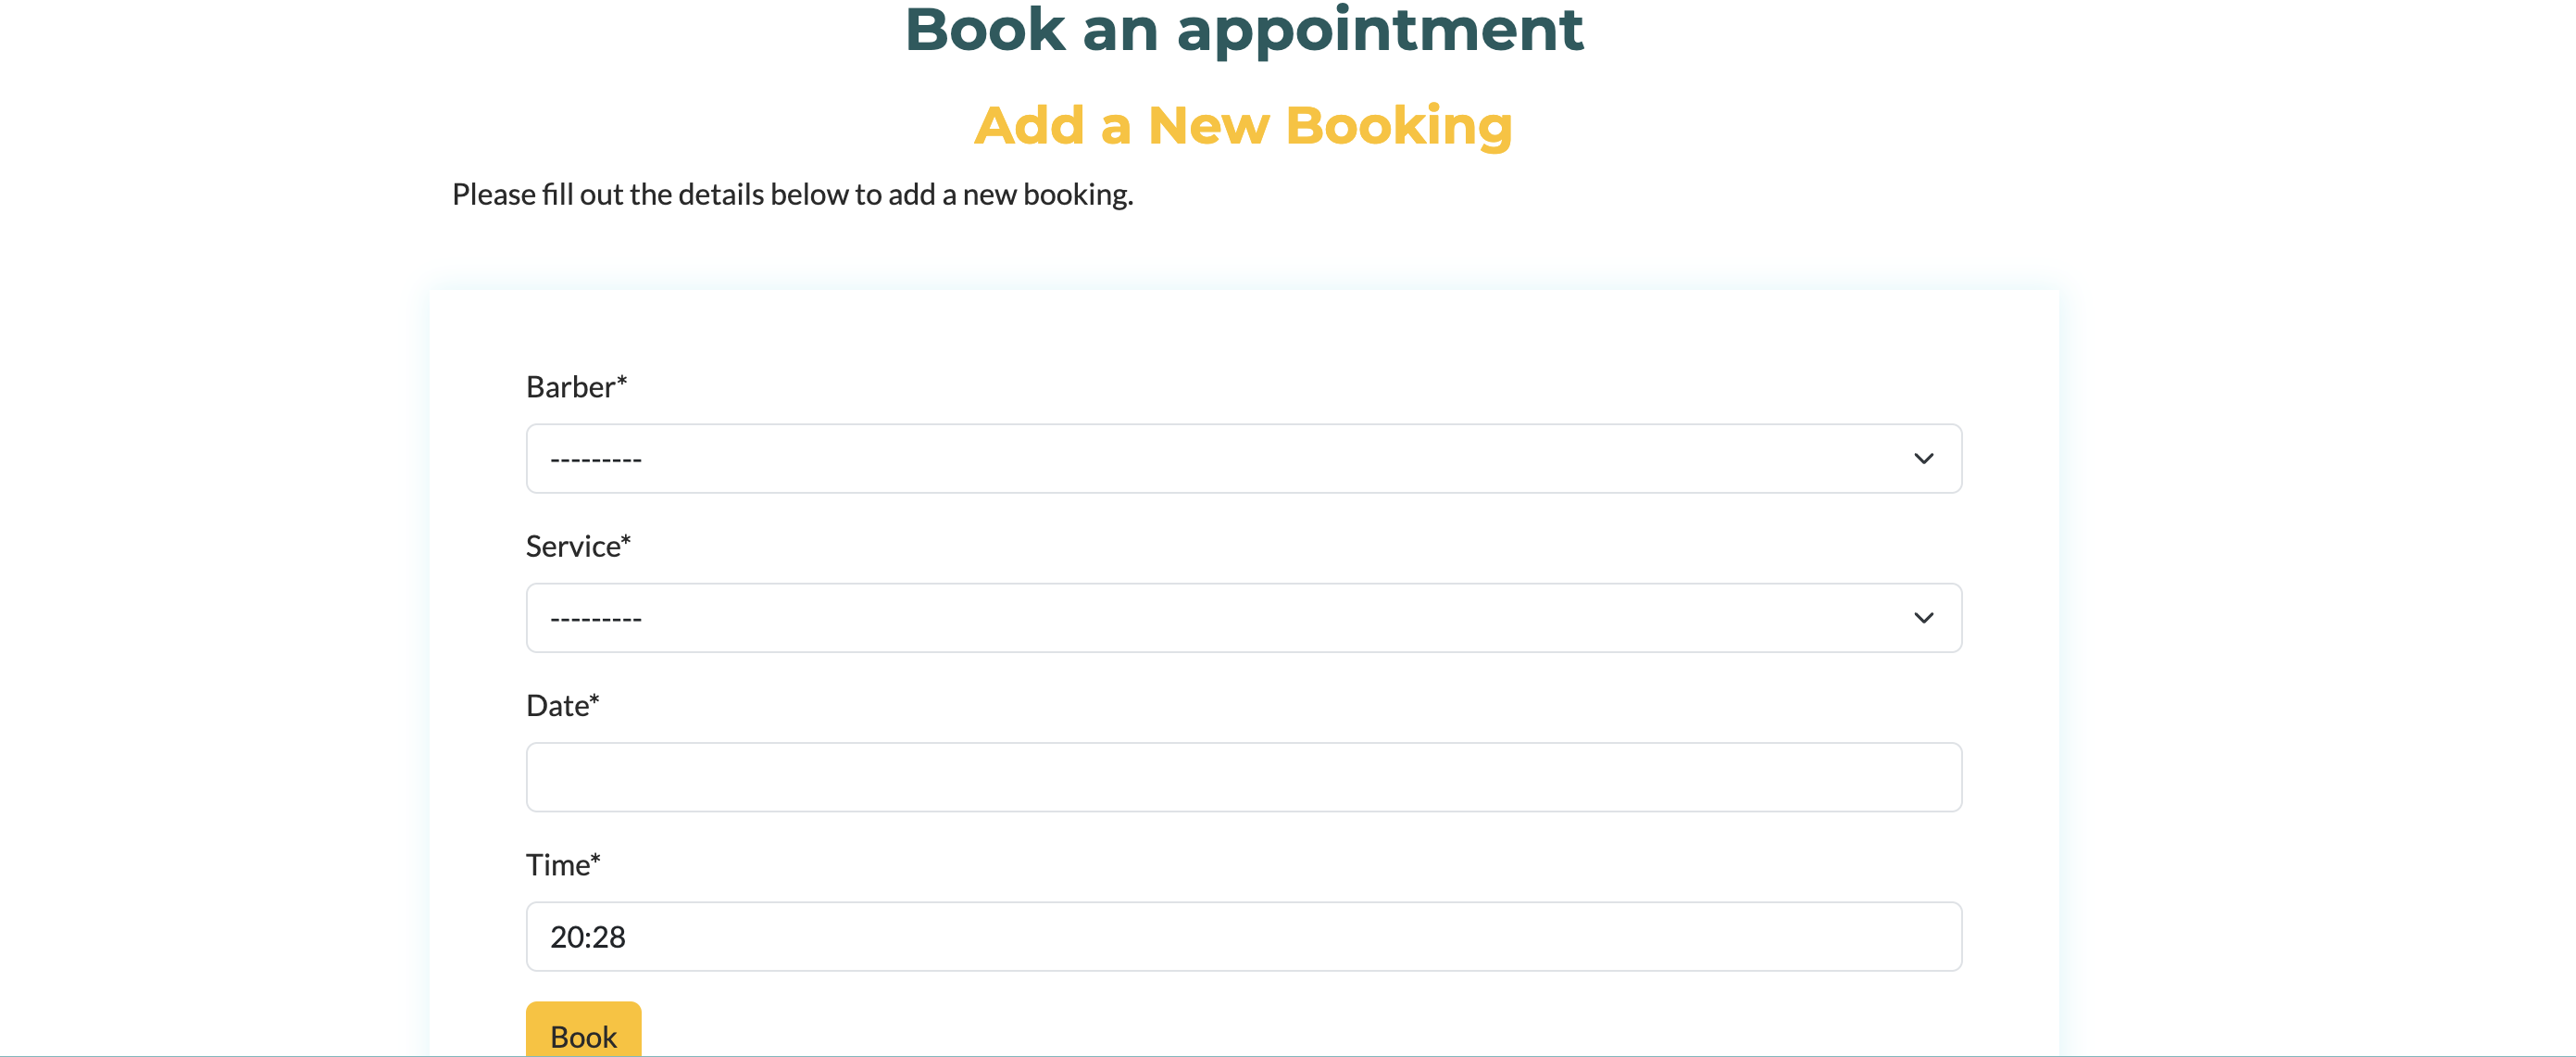 Book an appointment
Add a New Booking
Please fill out the details below to add a new booking.
Barber*
---------
Service*
---------
Date*
Time*
20:28
Book